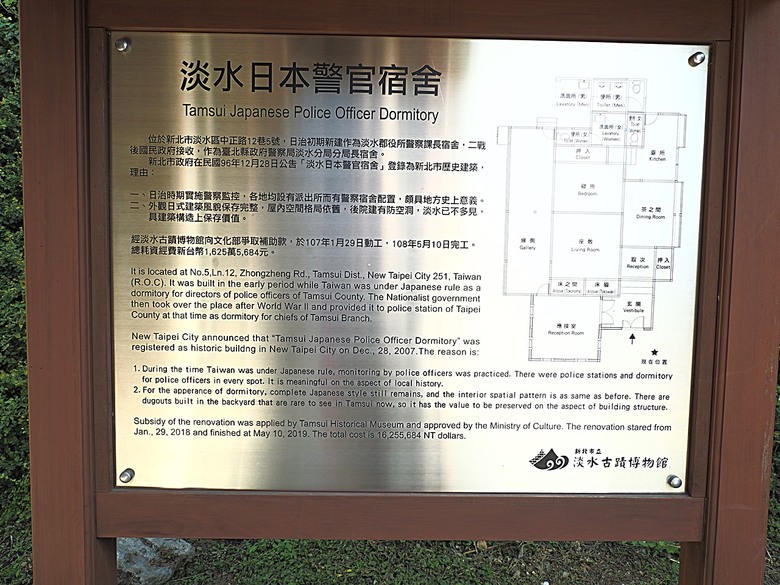 淡水日本警官宿舍
Tamsui Japanese Police Officer Dormitory
位於新北市淡水區中正路12巷5號，日治初期新建作為淡水郡役所警察課長宿舍，二戰
後國民政府接收，作為臺北縣政府警察局淡水分局分局長宿舍。
新北市政府在民國96年12月28日公告「淡水日本警官宿舍」登錄為新北市歷史建築，
理由：
一、日治時期實施警察監控，各地均設有派出所而有警察宿舍配置，頗具地方史上意義。
二、外觀日式建築風貌保存完整，屋內空間格局依舊，後院建有防空洞，淡水已不多見，
具建築構造上保存價值。
經淡水古蹟博物館向文化部爭取補助款，於107年1月29日動工，108年5月10日完工。
總耗資經費新台幣1,625萬5,684元。
It is located at No.5,Ln.12, Zhongzheng Rd., Tamsui Dist., New Taipei City 251, Taiwan
(R.O.C). It was built in the early period while Taiwan was under Japanese rule as a
dormitory for directors of police officers of Tamsui County. The Nationalist government
then took over the place after World War II and provided it to police station of Taipei
County at that time as dormitory for chiefs of Tamsui Branch.
New Taipei City announced that "Tamsui Japanese Police Officer Dormitory" was
registered as historic buildng in New Taipei City on Dec., 28, 2007.The reason is:
1. During the time Taiwan was under Japanese rule, monitoring by police officers was practiced. There were police stations and dormitory
for police officers in every spot. It is meaningful on the aspect of local history.
2. For the apperance of dormitory, complete Japanese style still remains, and the interior spatial pattern is as same as before. There are
dugouts built in the backyard that are rare to see in Tamsui now, so it has the value to be preserved on the aspect of building structure.
Subsidy of the renovation was applied by Tamsui Historical Museum and approved by the Ministry of Culture. The renovation stared from
Jan., 29, 2018 and finished at May 10, 2019. The total cost is 16,255,684 NT dollars.
洗面所(男)
Lavatory (Men)
便所(男)
Toilet (Men)
便所(女)
洗面所(女)
Lavatory (Women)
押入
Closet
廚所
Kitchen
寢所
Bedroom
茶之間
Dining Room
緣側
Gallery
座敷
Living Room
取次
Reception
押入
Closet
床之間
床脇
玄關
Vestibule
應接室
Reception Room
現在位置
新北市立
淡水古蹟博物館